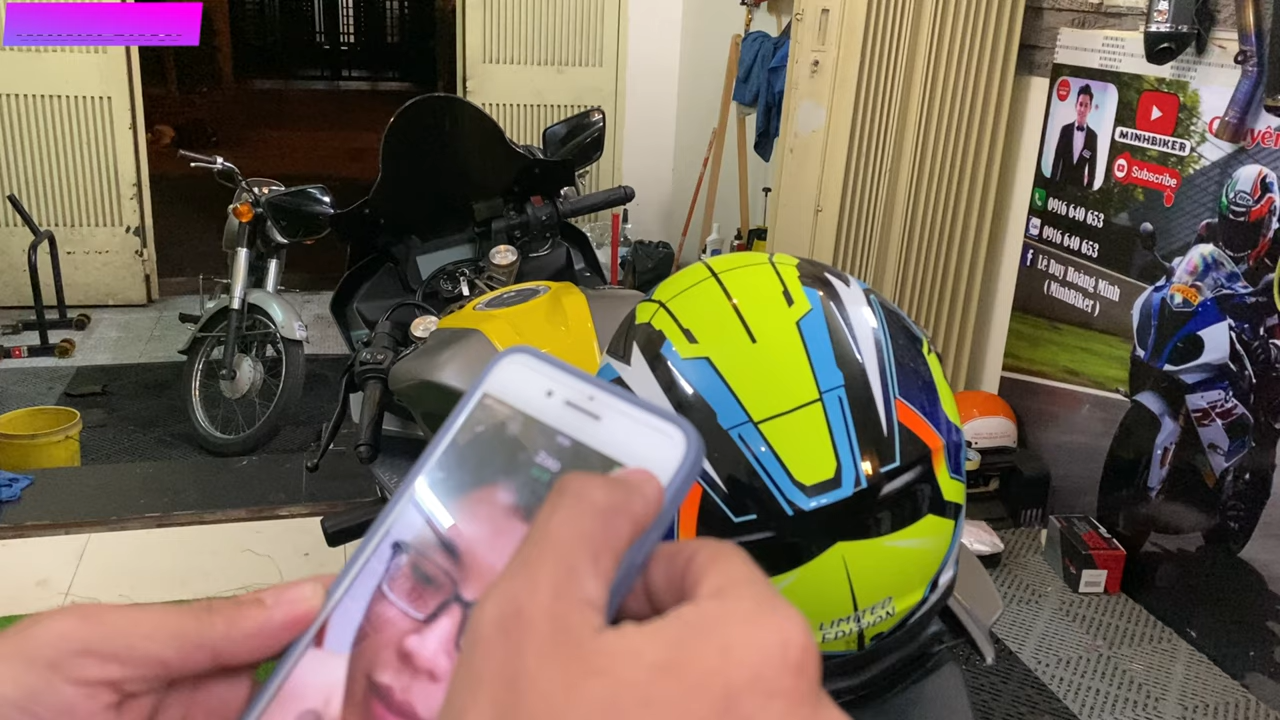 MINHBIKER
Subscribe
Chuyên
0916 640 653
0916 640 653
Lê Duy Hoàng Minh
( MinhBiker )
LIMITED
EDITION